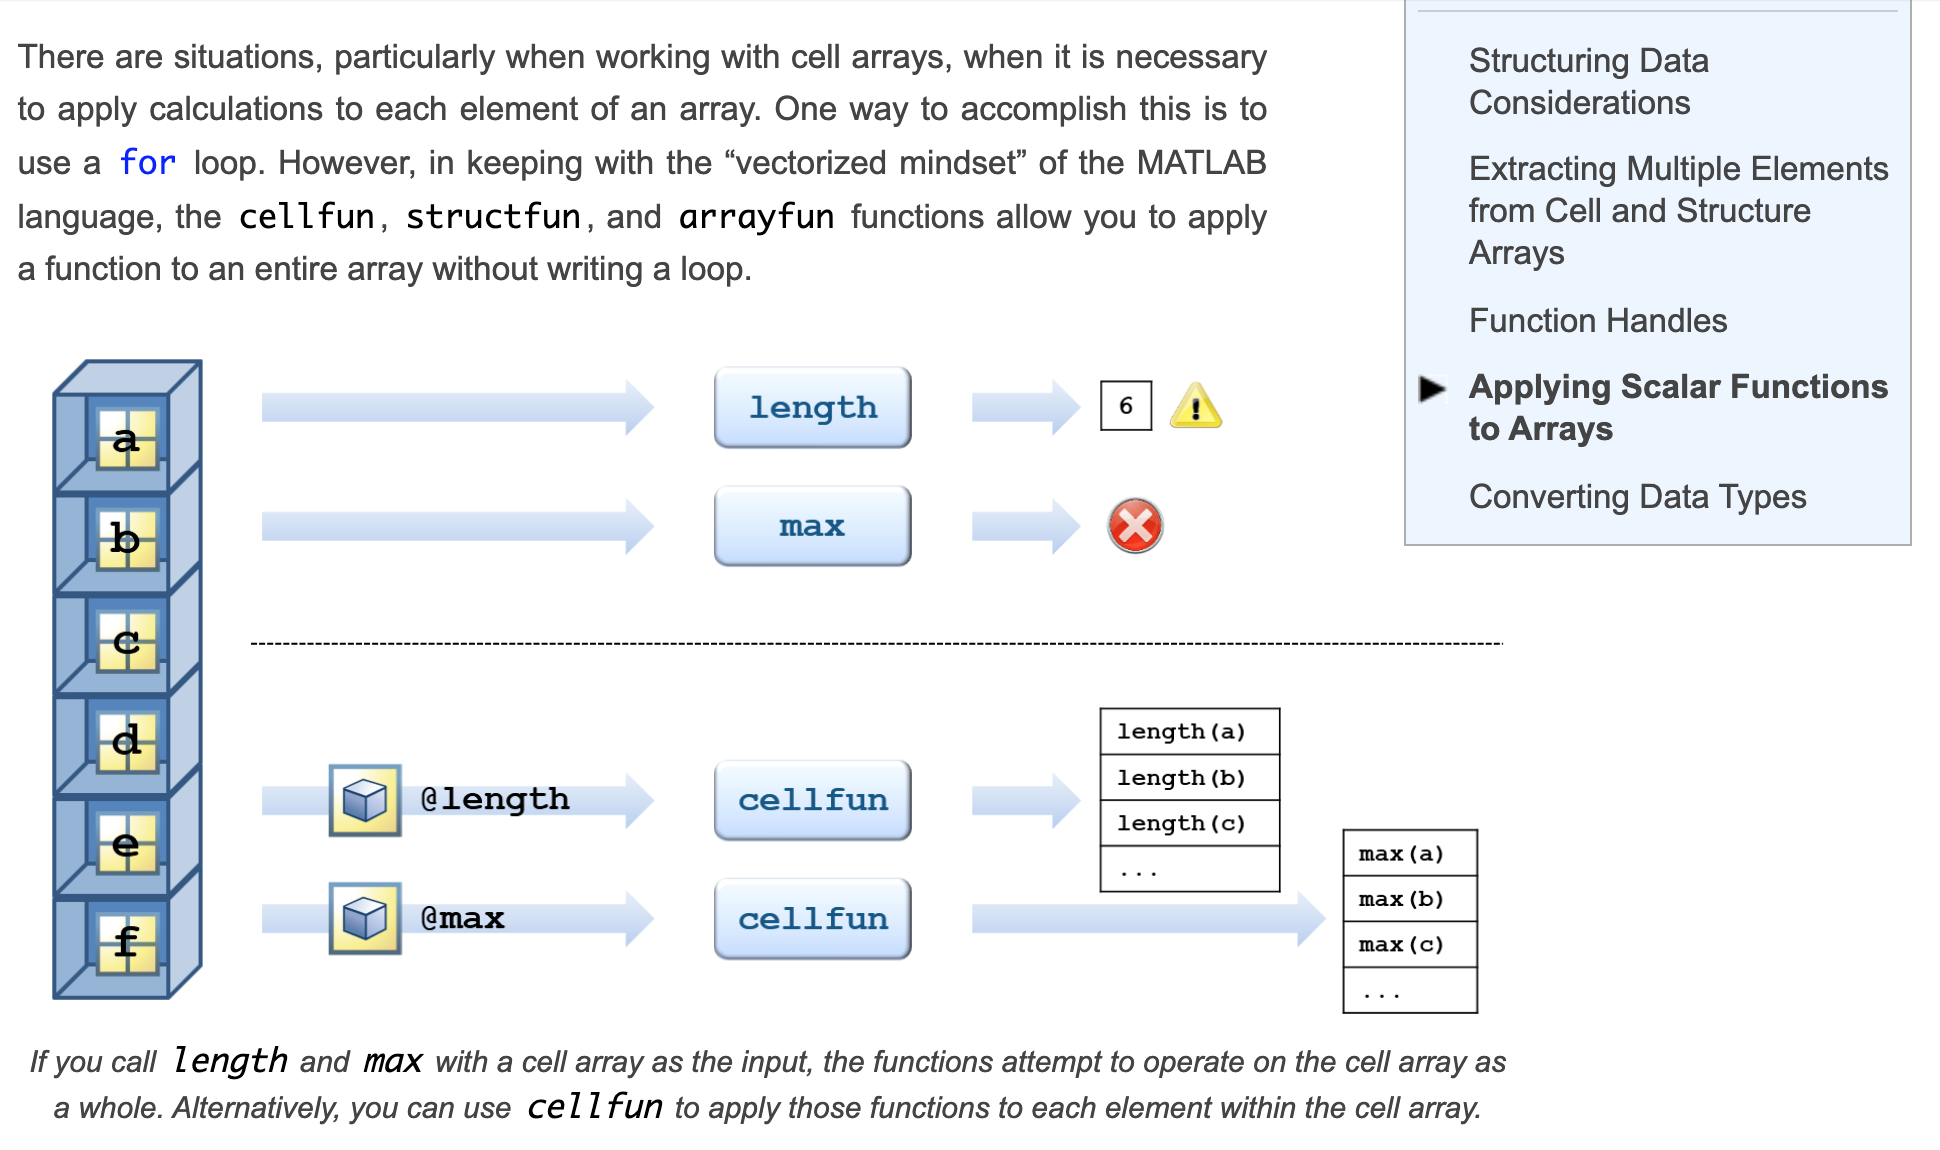 There are situations, particularly when working with cell arrays, when it is necessary
to apply calculations to each element of an array. One way to accomplish this is to
use a for loop. However, in keeping with the “vectorized mindset” of the MATLAB
language, the cellfun, structfun, and arrayfun functions allow you to apply
a function to an entire array without writing a loop.
Structuring Data
Considerations
Extracting Multiple Elements
from Cell and Structure
Arrays
Function Handles
Applying Scalar Functions
to Arrays
Converting Data Types
a
b
c
d
e
f
length
6
!
max
@length
cellfun
length(a)
length(b)
length(c)
...
@max
cellfun
max(a)
max(b)
max(c)
...
If you call length and max with a cell array as the input, the functions attempt to operate on the cell array as
a whole. Alternatively, you can use cellfun to apply those functions to each element within the cell array.